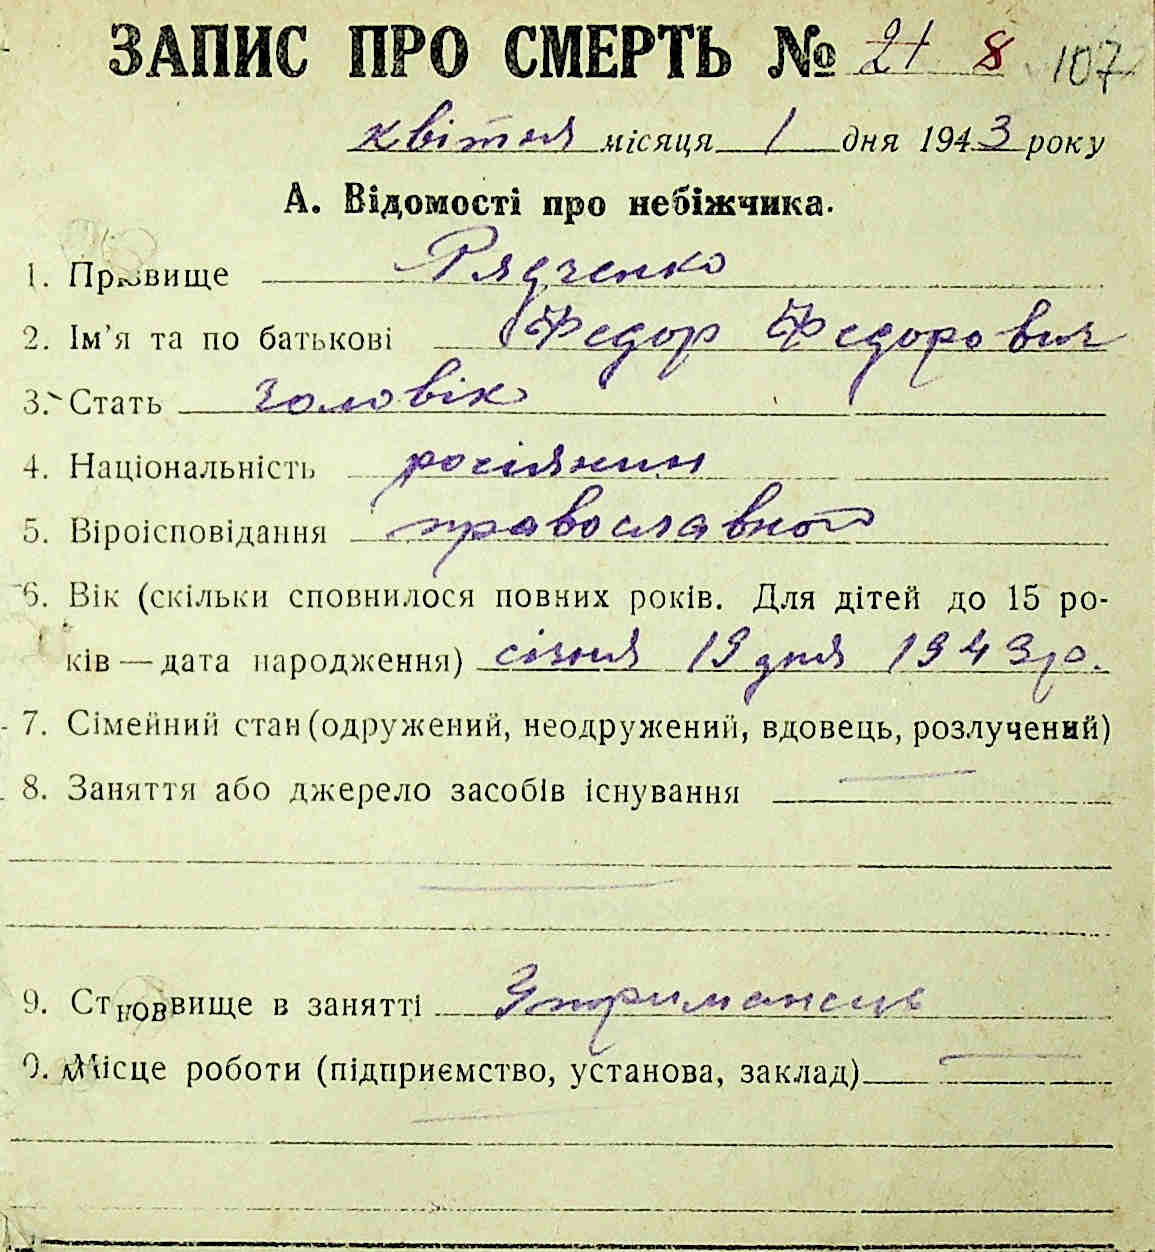 ЗАПИС ПРО СМЕРТЬ № 21 8 107
квітня місяця 1 дня 1943 року
А. Відомості про небіжчика.
1. Прізвище Рядченко
2. Ім'я та по батькові Федор Федорович
3. Стать чоловік
4. Національність росіянин
5. Віроісповідання православної
6. Вік (скільки сповнилося повних років. Для дітей до 15 ро-
ків — дата народження) січня 19 дня 1943 р.
7. Сімейний стан (одружений, неодружений, вдовець, розлучений)
8. Заняття або джерело засобів існування
9. Становище в занятті Утриманець
0. Місце роботи (підприємство, установа, заклад)